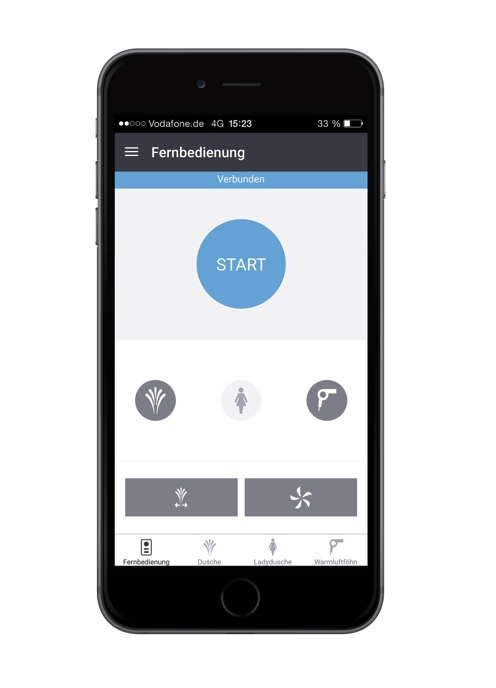 Vodafone.de 4G 15:23 33 %
Fernbedienung
Verbunden
START
Fernbedienung Dusche Ladydusche Warmluftföhn